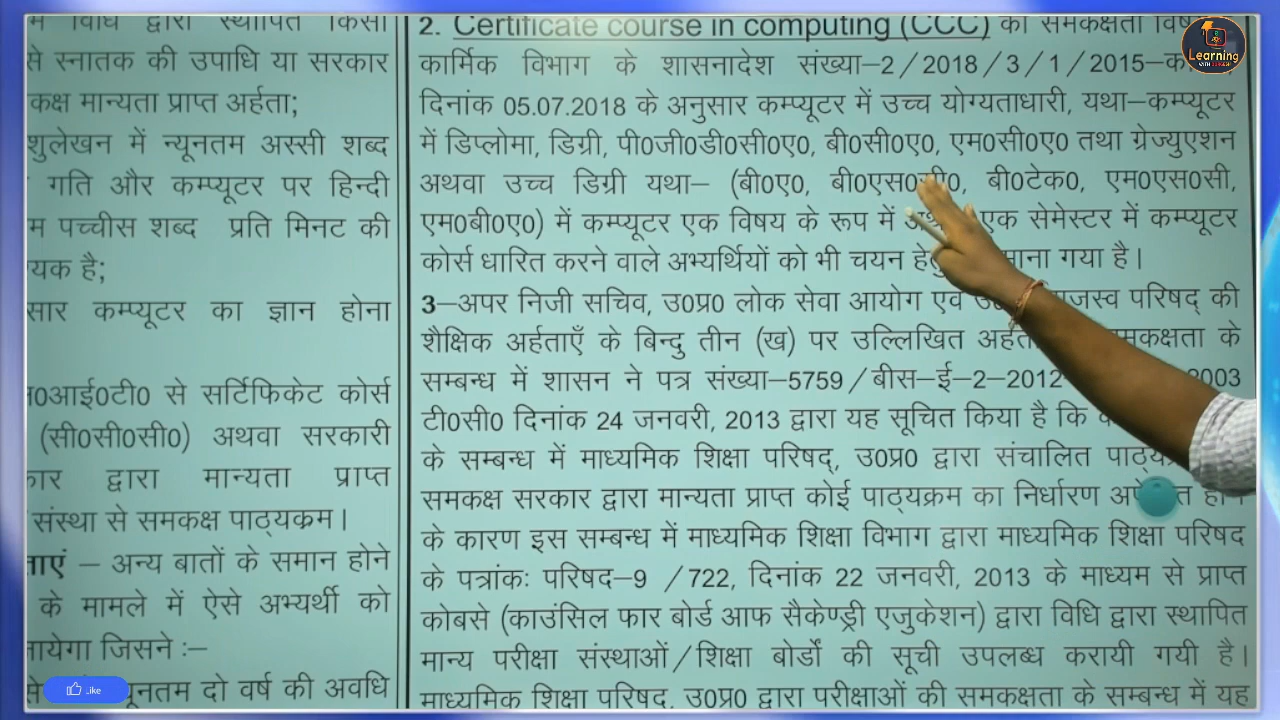 विधि द्वारा स्थापित किसी
से स्नातक की उपाधि या सरकार
कक्ष मान्यता प्राप्त अर्हता;
शुलेखन में न्यूनतम अस्सी शब्द
गति और कम्प्यूटर पर हिन्दी
म पच्चीस शब्द प्रति मिनट की
यक है;
सार कम्प्यूटर का ज्ञान होना
0आई0टी0 से सर्टिफिकेट कोर्स
(सी0सी0सी0) अथवा सरकारी
द्वारा मान्यता प्राप्त
संस्था से समकक्ष पाठ्यक्रम।
– अन्य बातों के समान होने
के मामले में ऐसे अभ्यर्थी को
जायेगा जिसने :–
दो वर्ष की अवधि
2. Certificate course in computing (CCC) की समकक्षता
कार्मिक विभाग के शासनादेश संख्या–2/2018/3/1/2015–क
दिनांक 05.07.2018 के अनुसार कम्प्यूटर में उच्च योग्यताधारी, यथा–कम्प्यूटर
में डिप्लोमा, डिग्री, पी0जी0डी0सी0ए0, बी0सी0ए0, एम0सी0ए0 तथा ग्रेज्युएशन
अथवा उच्च डिग्री यथा– (बी0ए0, बी0एस0सी0, बी0टेक0, एम0एस0सी,
एम0बी0ए0) में कम्प्यूटर एक विषय के रूप में एक सेमेस्टर में कम्प्यूटर
कोर्स धारित करने वाले अभ्यर्थियों को भी चयन माना गया है।
3–अपर निजी सचिव, उ0प्र0 लोक सेवा आयोग एवं परिषद् की
शैक्षिक अर्हताएँ के बिन्दु तीन (ख) पर उल्लिखित के
सम्बन्ध में शासन ने पत्र संख्या–5759/बीस–ई–2–2012 2003
टी0सी0 दिनांक 24 जनवरी, 2013 द्वारा यह सूचित किया है कि
के सम्बन्ध में माध्यमिक शिक्षा परिषद्, उ0प्र0 द्वारा संचालित
समकक्ष सरकार द्वारा मान्यता प्राप्त कोई पाठ्यक्रम का निर्धारण
के कारण इस सम्बन्ध में माध्यमिक शिक्षा विभाग द्वारा माध्यमिक शिक्षा परिषद
के पत्रांकः परिषद–9 /722, दिनांक 22 जनवरी, 2013 के माध्यम से प्राप्त
कोबसे (काउंसिल फार बोर्ड आफ सैकेण्ड्री एजुकेशन) द्वारा विधि द्वारा स्थापित
मान्य परीक्षा संस्थाओं/शिक्षा बोर्डों की सूची उपलब्ध करायी गयी है।
माध्यमिक शिक्षा परिषद, उ0प्र0 द्वारा परीक्षाओं की समकक्षता के सम्बन्ध में यह
Learning
Like